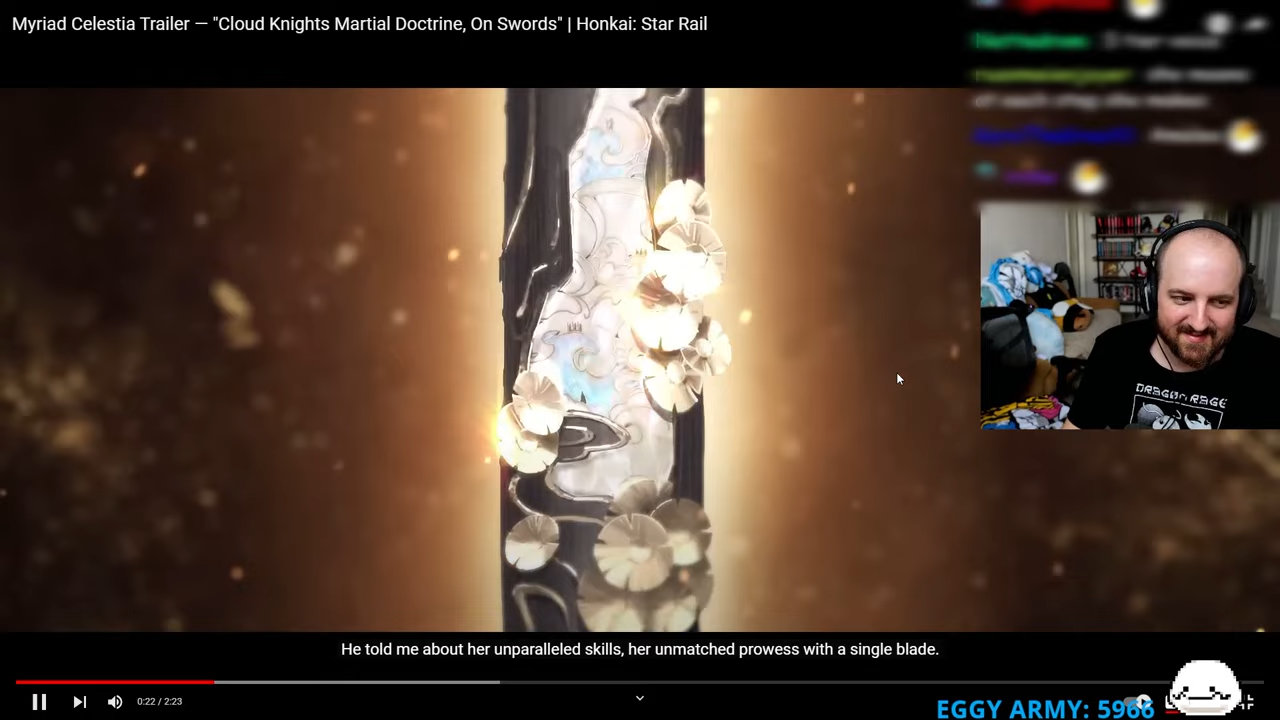 Myriad Celestia Trailer — "Cloud Knights Martial Doctrine, On Swords" | Honkai: Star Rail
DRAGON RAGE
He told me about her unparalleled skills, her unmatched prowess with a single blade.
0:22 / 2:23
EGGY ARMY: 5966